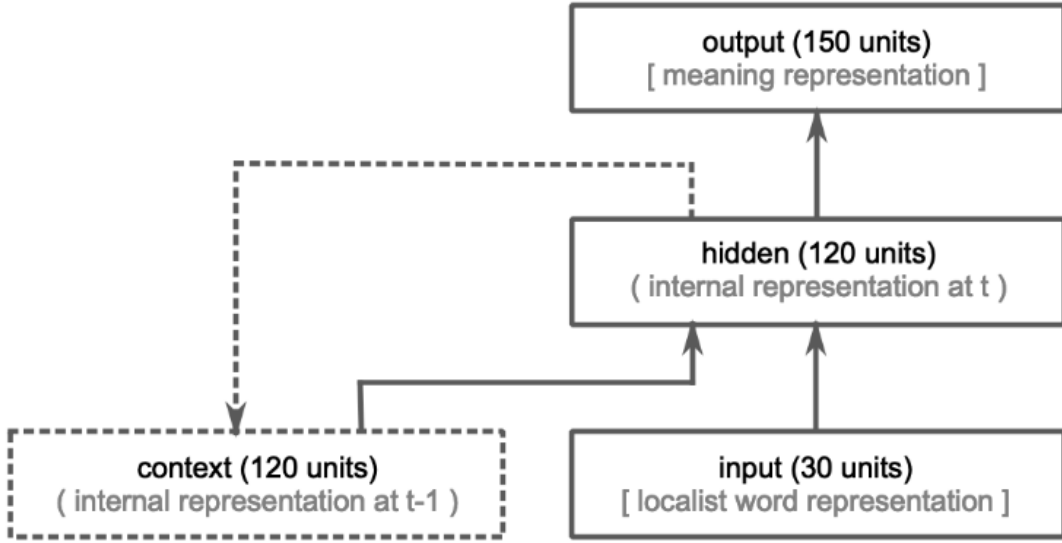 output (150 units)
[ meaning representation ]
hidden (120 units)
( internal representation at t )
context (120 units)
( internal representation at t-1 )
input (30 units)
[ localist word representation ]